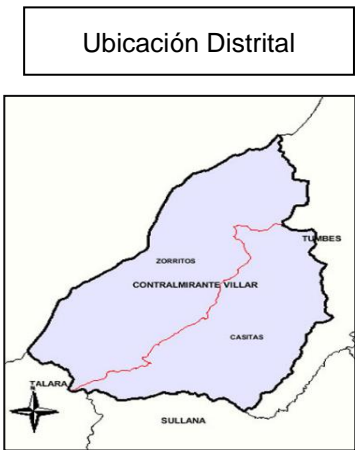 Ubicación Distrital
TUMBES
ZORRITOS
CONTRALMIRANTE VILLAR
CASITAS
TALARA
N
SULLANA